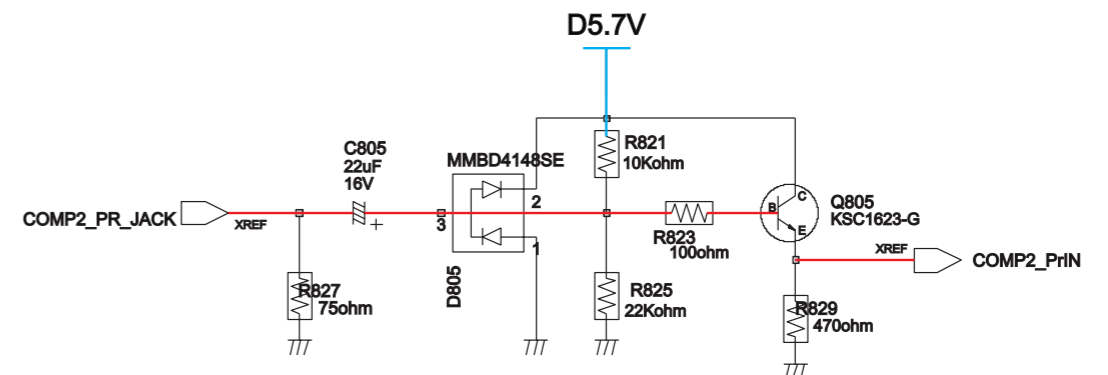 D5.7V
C805
22uF
16V
MMBD4148SE
R821
10Kohm
COMP2_PR_JACK
XREF
+
3
2
1
D805
R823
100ohm
B
C
E
Q805
KSC1623-G
XREF
COMP2_PrIN
R827
75ohm
R825
22Kohm
R829
470ohm